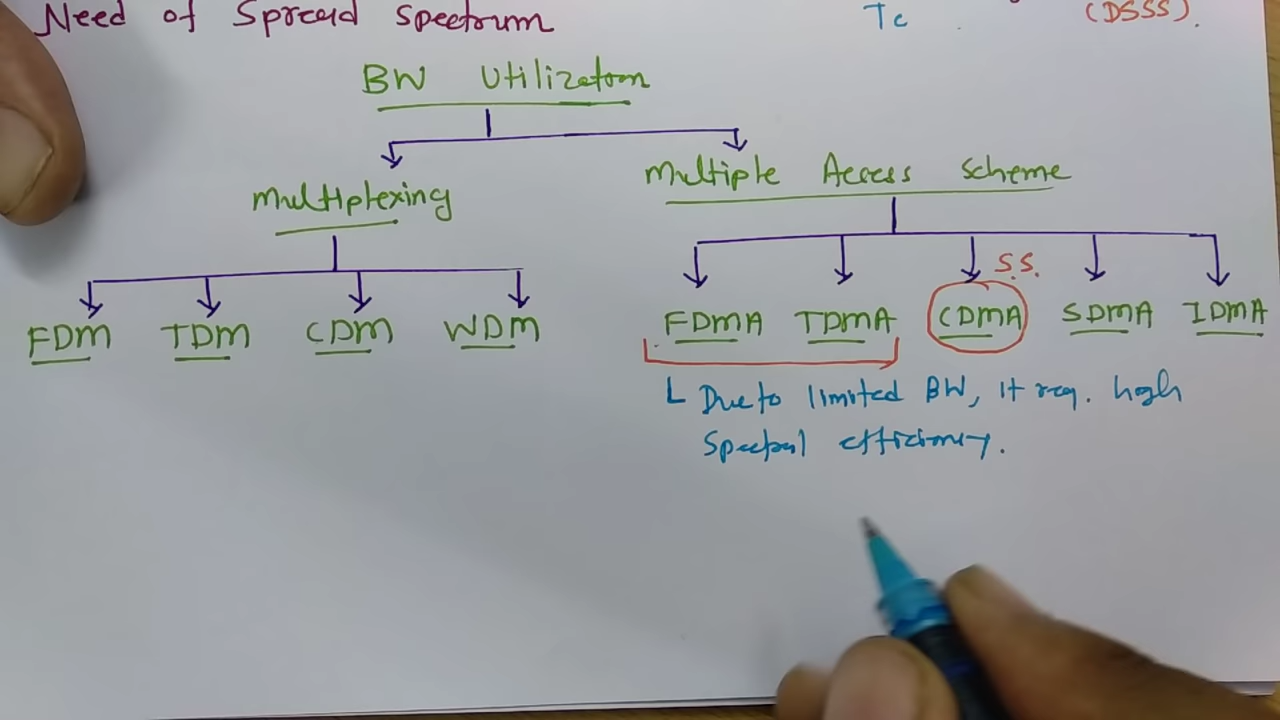 Need of Spread Spectrum
Tc
(DSSS).
BW Utilization
Multiplexing
Multiple Access Scheme
S.S.
FDM TDM CDM WDM
FDMA TDMA CDMA SDMA IDMA
Due to limited BW, It req. high
Spectral efficiency.